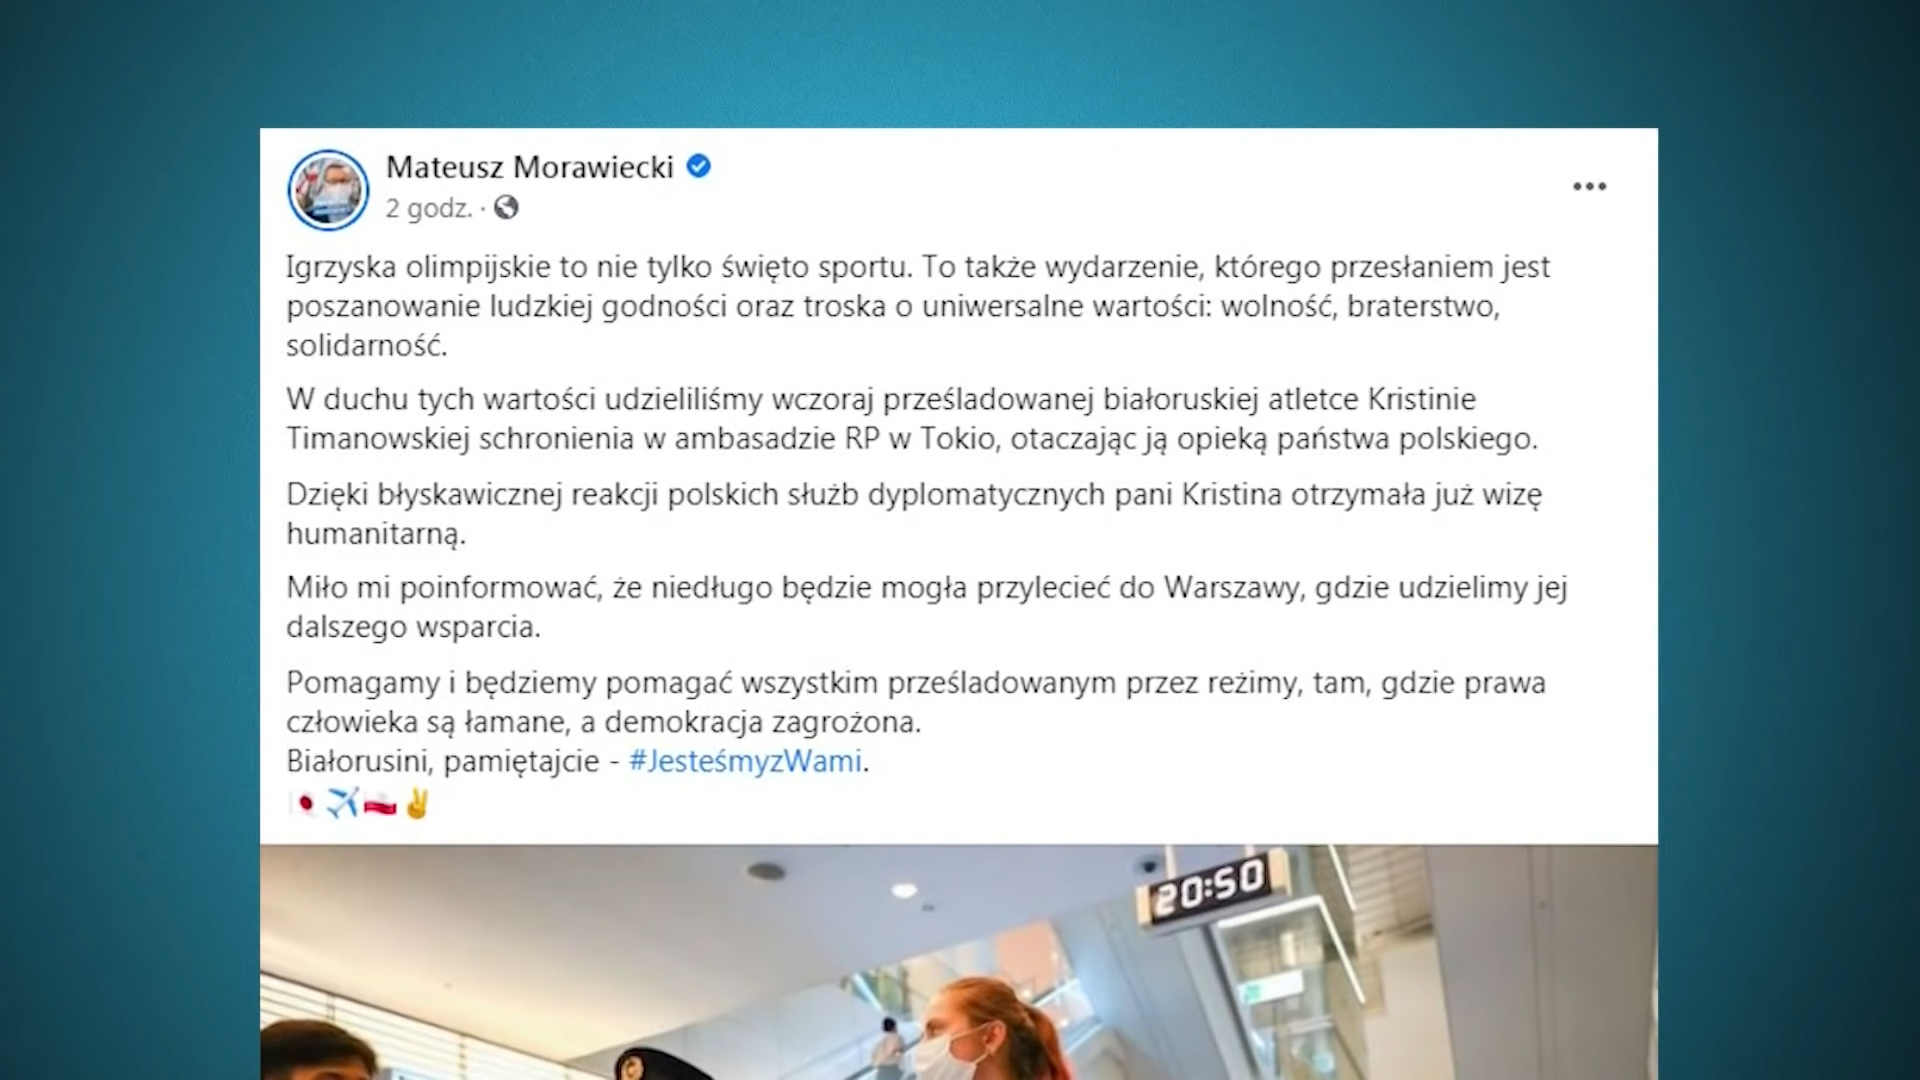 Mateusz Morawiecki
2 godz. ·
Igrzyska olimpijskie to nie tylko święto sportu. To także wydarzenie, którego przesłaniem jest
poszanowanie ludzkiej godności oraz troska o uniwersalne wartości: wolność, braterstwo,
solidarność.
W duchu tych wartości udzieliliśmy wczoraj prześladowanej białoruskiej atletce Kristinie
Timanowskiej schronienia w ambasadzie RP w Tokio, otaczając ją opieką państwa polskiego.
Dzięki błyskawicznej reakcji polskich służb dyplomatycznych pani Kristina otrzymała już wizę
humanitarną.
Miło mi poinformować, że niedługo będzie mogła przylecieć do Warszawy, gdzie udzielimy jej
dalszego wsparcia.
Pomagamy i będziemy pomagać wszystkim prześladowanym przez reżimy, tam, gdzie prawa
człowieka są łamane, a demokracja zagrożona.
Białorusini, pamiętajcie - #JesteśmyzWami.
20:50